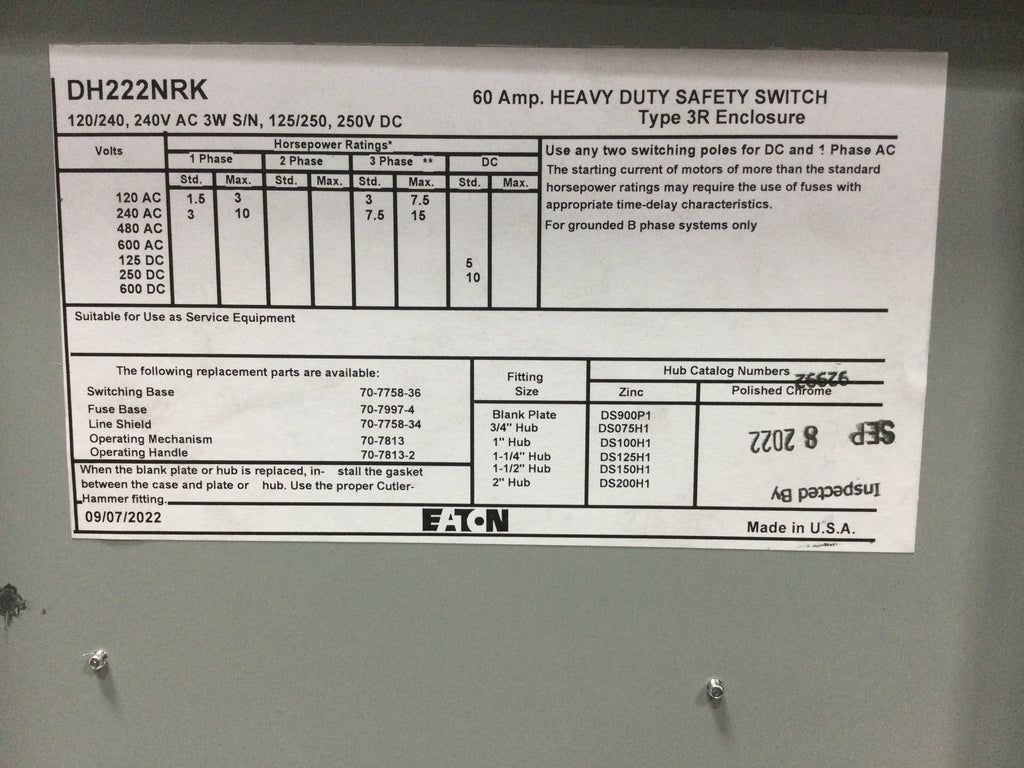 DH222NRK
60 Amp. HEAVY DUTY SAFETY SWITCH
120/240, 240V AC 3W S/N, 125/250, 250V DC
Type 3R Enclosure
Volts
Horsepower Ratings*
1 Phase 2 Phase 3 Phase ** DC
Std. Max. Std. Max. Std. Max. Std. Max.
120 AC 1.5 3 3 7.5
240 AC 3 10 7.5 15
480 AC
600 AC
125 DC 5
250 DC 10
600 DC
Use any two switching poles for DC and 1 Phase AC
The starting current of motors of more than the standard
horsepower ratings may require the use of fuses with
appropriate time-delay characteristics.
For grounded B phase systems only
Suitable for Use as Service Equipment
The following replacement parts are available:
Switching Base 70-7758-36
Fuse Base 70-7997-4
Line Shield 70-7758-34
Operating Mechanism 70-7813
Operating Handle 70-7813-2
When the blank plate or hub is replaced, in- stall the gasket
between the case and plate or hub. Use the proper Cutler-
Hammer fitting.
Fitting
Size
Hub Catalog Numbers
Zinc Polished Chrome
Blank Plate DS900P1
3/4" Hub DS075H1
1" Hub DS100H1
1-1/4" Hub DS125H1
1-1/2" Hub DS150H1
2" Hub DS200H1
Inspected By
SEP 8 2022
09/07/2022
EATON
Made in U.S.A.